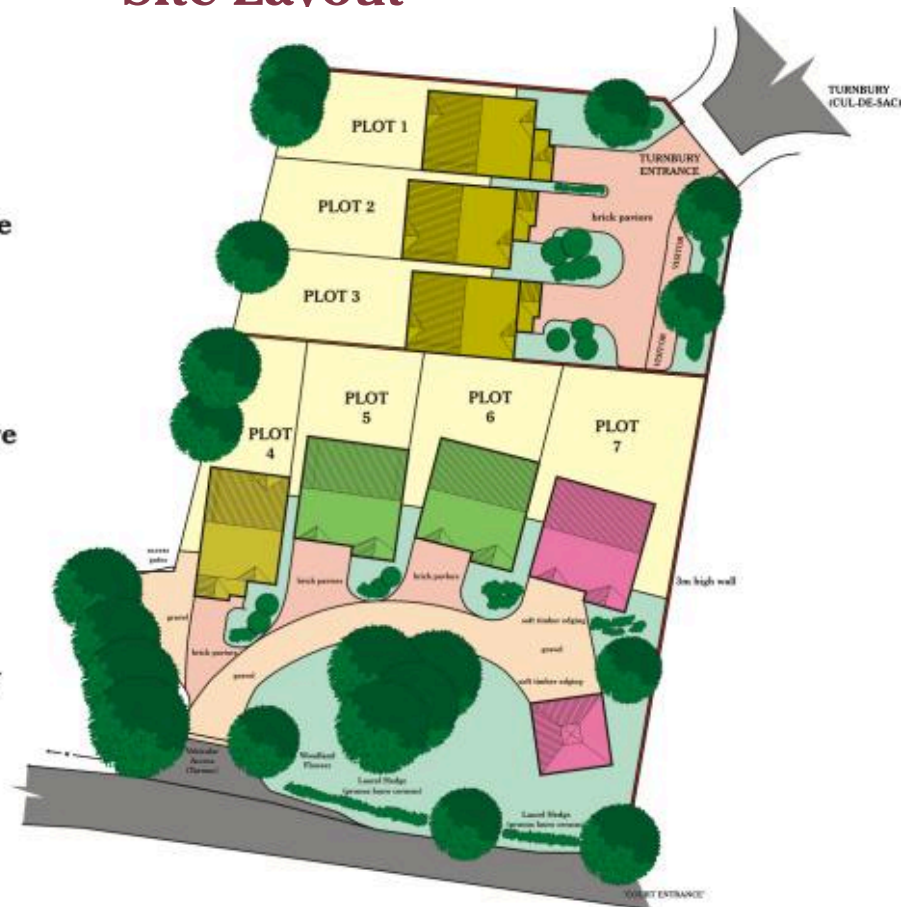 Site Layout
TURNBURY
(CUL-DE-SAC)
PLOT 1
TURNBURY
ENTRANCE
PLOT 2
brick paviors
e
VISITOR
PLOT 3
VISITOR
PLOT
5
PLOT
6
PLOT
4
PLOT
7
brick paviors
brick paviors
3m high wall
gravel
soft timber edging
brick paviors
gravel
gravel
soft timber edging
Vehicular
Access
(Tarmac)
Woodland
Flowers
Laurel Hedge
Laurel Hedge
"COURT ENTRANCE"